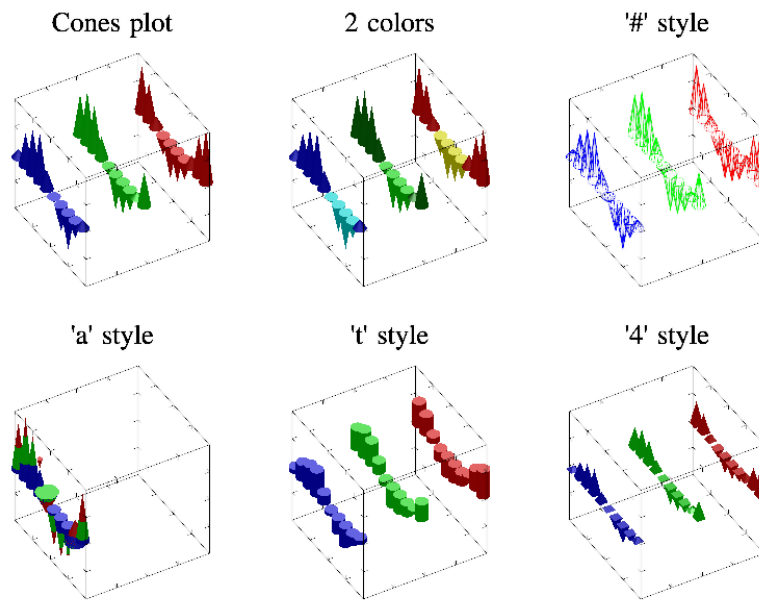 Cones plot
2 colors
'#' style
'a' style
't' style
'4' style